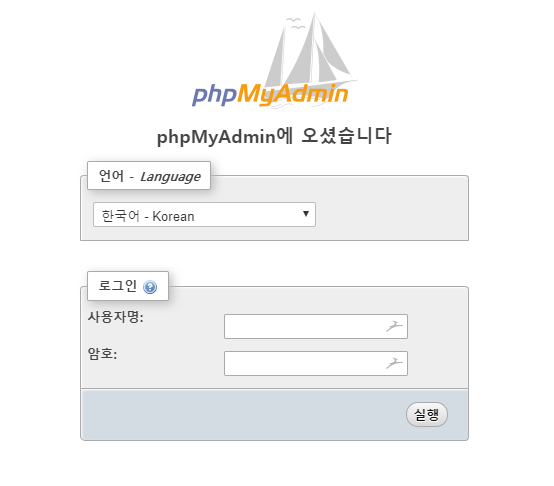 phpMyAdmin
phpMyAdmin에 오셨습니다
언어 - Language
한국어 - Korean
로그인
사용자명:
암호:
실행